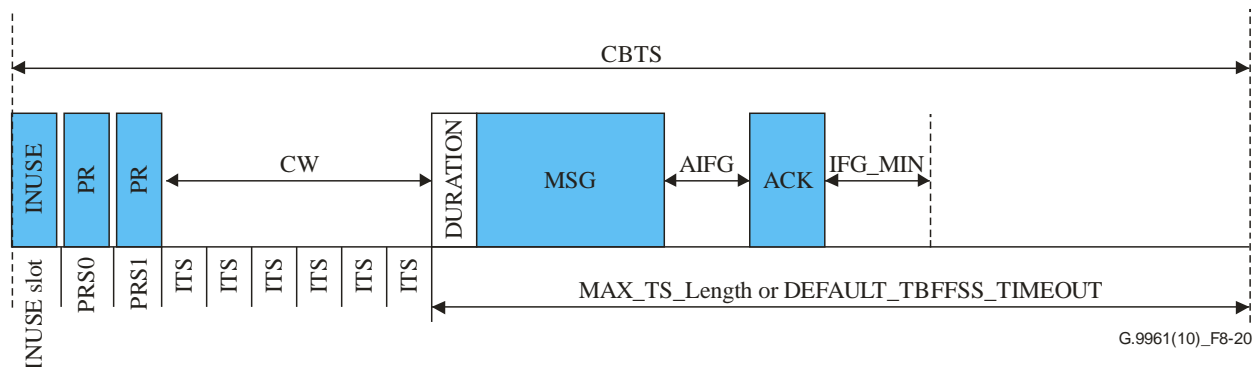 CBTS
INUSE
PR
PR
CW
DURATION
MSG
AIFG
ACK
IFG_MIN
INUSE slot
PRS0
PRS1
ITS
ITS
ITS
ITS
ITS
ITS
MAX_TS_Length or DEFAULT_TBFFSS_TIMEOUT
G.9961(10)_F8-20